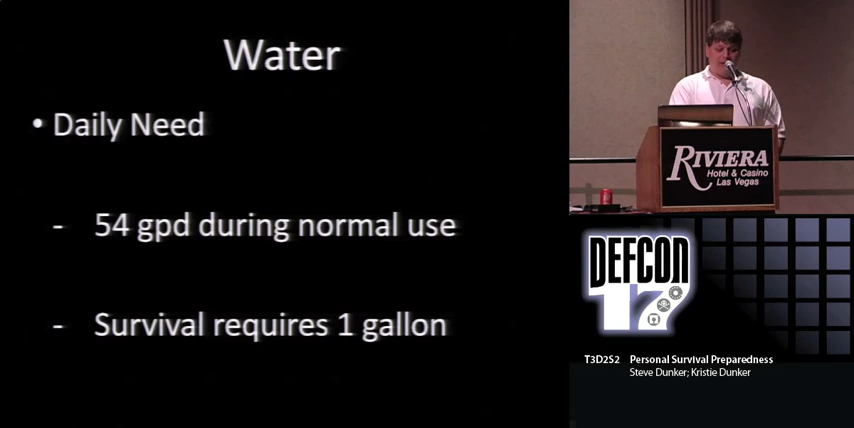 Water
• Daily Need
- 54 gpd during normal use
- Survival requires 1 gallon
RIVIERA
Hotel & Casino
Las Vegas
DEFCON
17
T3D2S2 Personal Survival Preparedness
Steve Dunker; Kristie Dunker